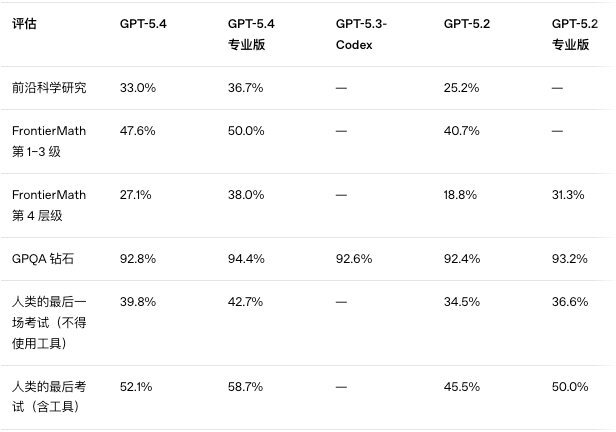 评估 GPT-5.4 GPT-5.4 GPT-5.3- GPT-5.2 GPT-5.2
专业版 Codex 专业版
前沿科学研究 33.0% 36.7% — 25.2% —
FrontierMath 47.6% 50.0% — 40.7% —
第 1–3 级
FrontierMath 27.1% 38.0% — 18.8% 31.3%
第 4 层级
GPQA 钻石 92.8% 94.4% 92.6% 92.4% 93.2%
人类的最后一 39.8% 42.7% — 34.5% 36.6%
场考试（不得
使用工具）
人类的最后考 52.1% 58.7% — 45.5% 50.0%
试（含工具）